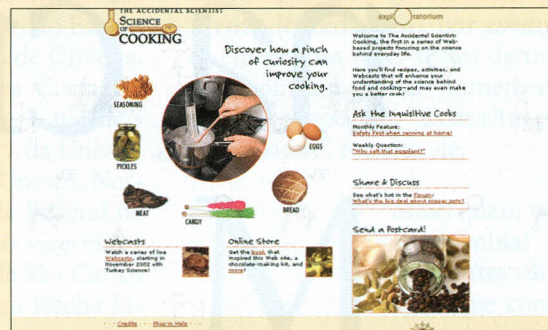 THE ACCIDENTAL SCIENTIST
SCIENCE
OF
COOKING
exploratorium
Discover how a pinch
of curiosity can
improve your
cooking.
SEASONING
PICKLES
MEAT
CANDY
BREAD
EGGS
Webcasts
Watch a series of live
Webcasts, starting in
November 2002 with
Turkey Science!
Online Store
Get the book that
inspired this Web site, a
chocolate-making kit, and
more!
Welcome to The Accidental Scientist:
Cooking, the first in a series of Web-
based projects focusing on the science
behind everyday life.
Here you'll find recipes, activities, and
Webcasts that will enhance your
understanding of the science behind
food and cooking—and may even make
you a better cook!
Ask the Inquisitive Cooks
Monthly Feature:
Safety first when canning at home!
Weekly Question:
"Why salt that eggplant?"
Share & Discuss
See what's hot in the Forum:
What's the big deal about copper pots?
Send a Postcard!
Credits
Plug-in Help